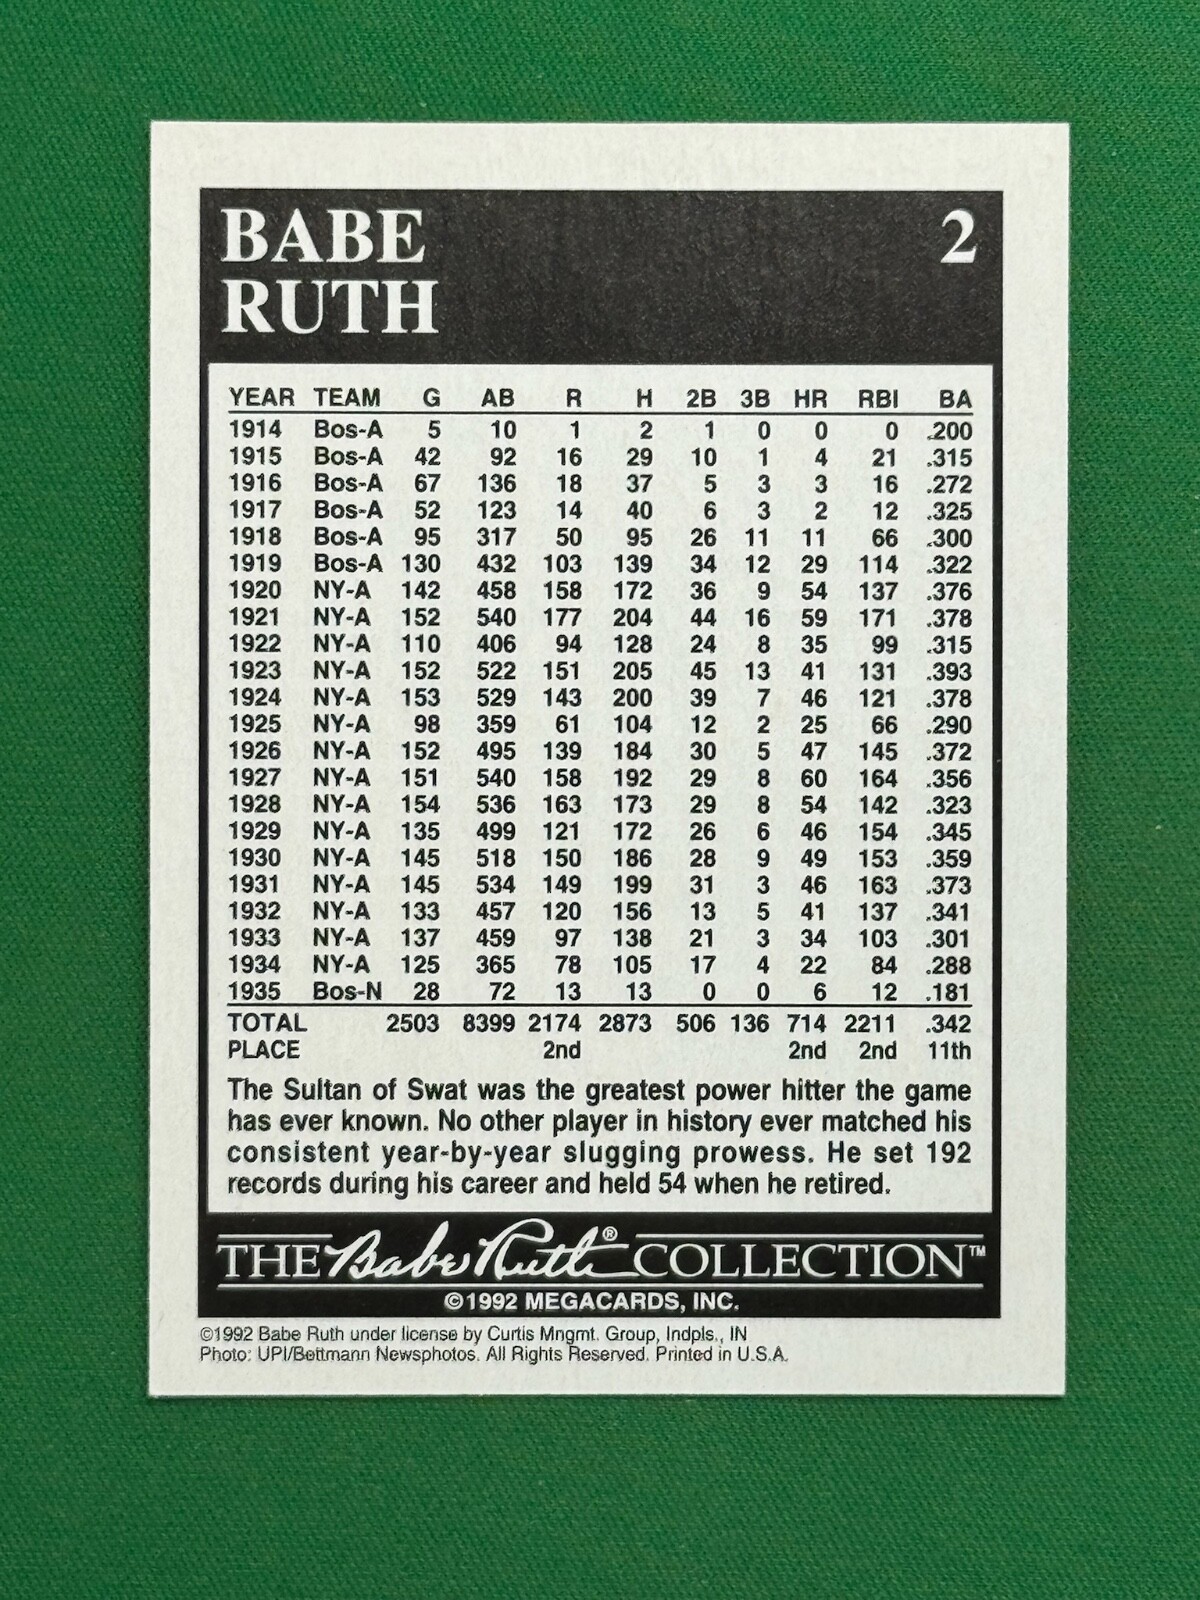 BABE 2
RUTH
YEAR TEAM G AB R H 2B 3B HR RBI BA
1914 Bos-A 5 10 1 2 1 0 0 0 .200
1915 Bos-A 42 92 16 29 10 1 4 21 .315
1916 Bos-A 67 136 18 37 5 3 3 16 .272
1917 Bos-A 52 123 14 40 6 3 2 12 .325
1918 Bos-A 95 317 50 95 26 11 11 66 .300
1919 Bos-A 130 432 103 139 34 12 29 114 .322
1920 NY-A 142 458 158 172 36 9 54 137 .376
1921 NY-A 152 540 177 204 44 16 59 171 .378
1922 NY-A 110 406 94 128 24 8 35 99 .315
1923 NY-A 152 522 151 205 45 13 41 131 .393
1924 NY-A 153 529 143 200 39 7 46 121 .378
1925 NY-A 98 359 61 104 12 2 25 66 .290
1926 NY-A 152 495 139 184 30 5 47 145 .372
1927 NY-A 151 540 158 192 29 8 60 164 .356
1928 NY-A 154 536 163 173 29 8 54 142 .323
1929 NY-A 135 499 121 172 26 6 46 154 .345
1930 NY-A 145 518 150 186 28 9 49 153 .359
1931 NY-A 145 534 149 199 31 3 46 163 .373
1932 NY-A 133 457 120 156 13 5 41 137 .341
1933 NY-A 137 459 97 138 21 3 34 103 .301
1934 NY-A 125 365 78 105 17 4 22 84 .288
1935 Bos-N 28 72 13 13 0 0 6 12 .181
TOTAL 2503 8399 2174 2873 506 136 714 2211 .342
PLACE 2nd 2nd 2nd 11th
The Sultan of Swat was the greatest power hitter the game
has ever known. No other player in history ever matched his
consistent year-by-year slugging prowess. He set 192
records during his career and held 54 when he retired.
THE Babe Ruth® COLLECTION™
©1992 MEGACARDS, INC.
©1992 Babe Ruth under license by Curtis Mngmt. Group, Indpls., IN
Photo: UPI/Bettmann Newsphotos. All Rights Reserved. Printed in U.S.A.